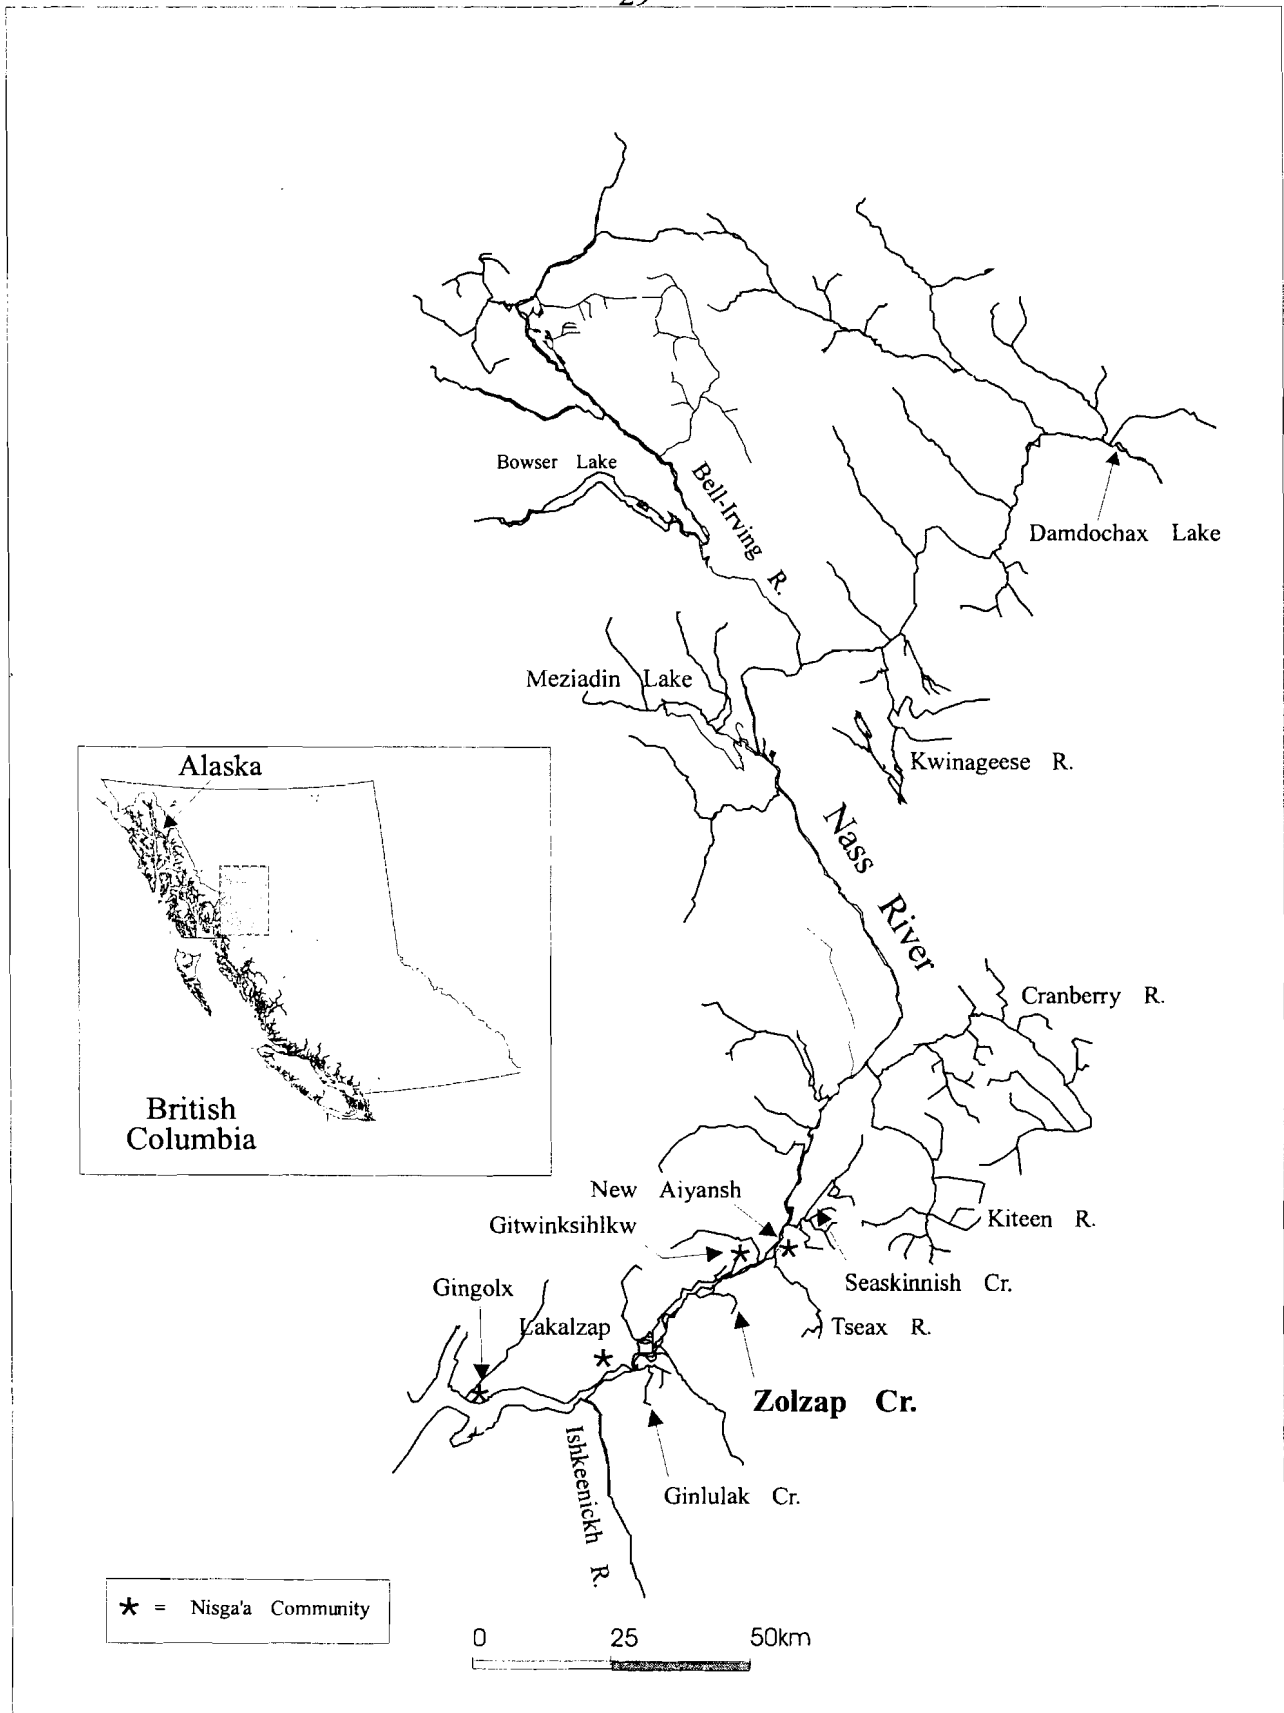 29
Bowser Lake
Bell-Irving R.
Damdochax Lake
Meziadin Lake
Kwinageese R.
Alaska
Nass River
Cranberry R.
British
Columbia
New Aiyansh
Gitwinksihlkw
Kiteen R.
Seaskinnish Cr.
Gingolx
Lakalzap
Tseax R.
Zolzap Cr.
Ishkeenickh R.
Ginlulak Cr.
* = Nisga'a Community
0 25 50km